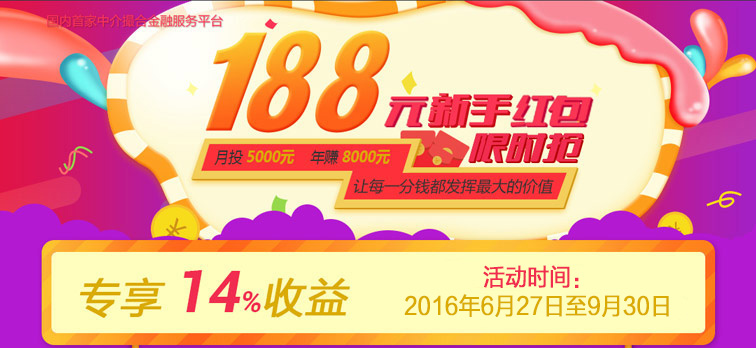 国内首家中介撮合金融服务平台
188元新手红包
限时抢
月投 5000元 年赚 8000元
让每一分钱都发挥最大的价值
专享 14%收益
活动时间：
2016年6月27日至9月30日